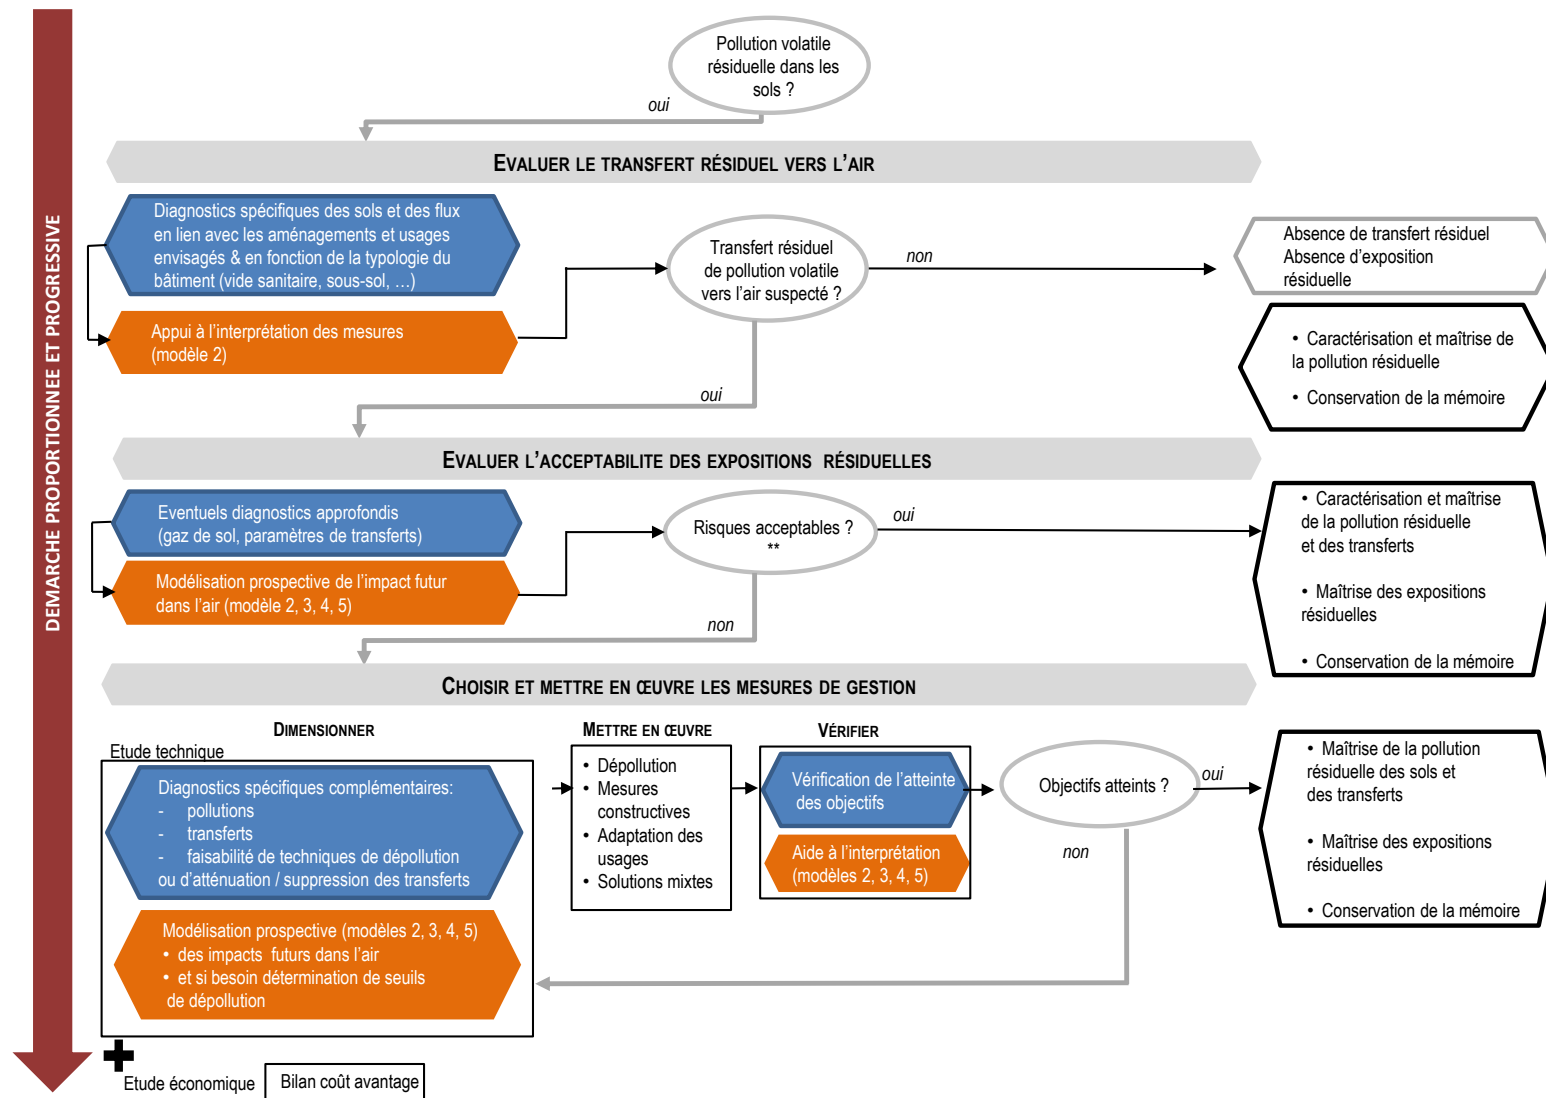 DEMARCHE PROPORTIONNEE ET PROGRESSIVE
Pollution volatile
résiduelle dans les
sols ?
oui
EVALUER LE TRANSFERT RÉSIDUEL VERS L'AIR
Diagnostics spécifiques des sols et des flux
en lien avec les aménagements et usages
envisagés & en fonction de la typologie du
bâtiment (vide sanitaire, sous-sol, …)
Appui à l'interprétation des mesures
(modèle 2)
Transfert résiduel
de pollution volatile
vers l'air suspecté ?
non
oui
Absence de transfert résiduel
Absence d'exposition
résiduelle
• Caractérisation et maîtrise de
la pollution résiduelle
• Conservation de la mémoire
EVALUER L'ACCEPTABILITE DES EXPOSITIONS RÉSIDUELLES
Eventuels diagnostics approfondis
(gaz de sol, paramètres de transferts)
Modélisation prospective de l'impact futur
dans l'air (modèle 2, 3, 4, 5)
Risques acceptables ?
**
oui
non
• Caractérisation et maîtrise
de la pollution résiduelle
et des transferts
• Maîtrise des expositions
résiduelles
• Conservation de la mémoire
CHOISIR ET METTRE EN ŒUVRE LES MESURES DE GESTION
DIMENSIONNER
Etude technique
Diagnostics spécifiques complémentaires:
- pollutions
- transferts
- faisabilité de techniques de dépollution
ou d'atténuation / suppression des transferts
Modélisation prospective (modèles 2, 3, 4, 5)
• des impacts futurs dans l'air
• et si besoin détermination de seuils
de dépollution
METTRE EN ŒUVRE
• Dépollution
• Mesures
constructives
• Adaptation des
usages
• Solutions mixtes
VÉRIFIER
Vérification de l'atteinte
des objectifs
Aide à l'interprétation
(modèles 2, 3, 4, 5)
Objectifs atteints ?
oui
non
• Maîtrise de la pollution
résiduelle des sols et
des transferts
• Maîtrise des expositions
résiduelles
• Conservation de la mémoire
Etude économique
Bilan coût avantage